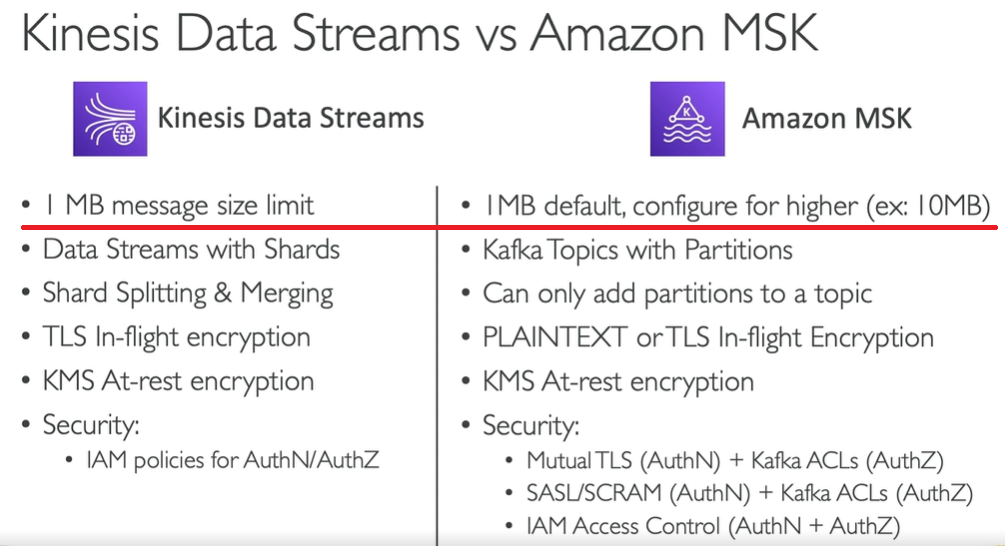 Kinesis Data Streams vs Amazon MSK
Kinesis Data Streams
• 1 MB message size limit
• Data Streams with Shards
• Shard Splitting & Merging
• TLS In-flight encryption
• KMS At-rest encryption
• Security:
• IAM policies for AuthN/AuthZ
K
Amazon MSK
• 1MB default, configure for higher (ex: 10MB)
• Kafka Topics with Partitions
• Can only add partitions to a topic
• PLAINTEXT or TLS In-flight Encryption
• KMS At-rest encryption
• Security:
• Mutual TLS (AuthN) + Kafka ACLs (AuthZ)
• SASL/SCRAM (AuthN) + Kafka ACLs (AuthZ)
• IAM Access Control (AuthN + AuthZ)